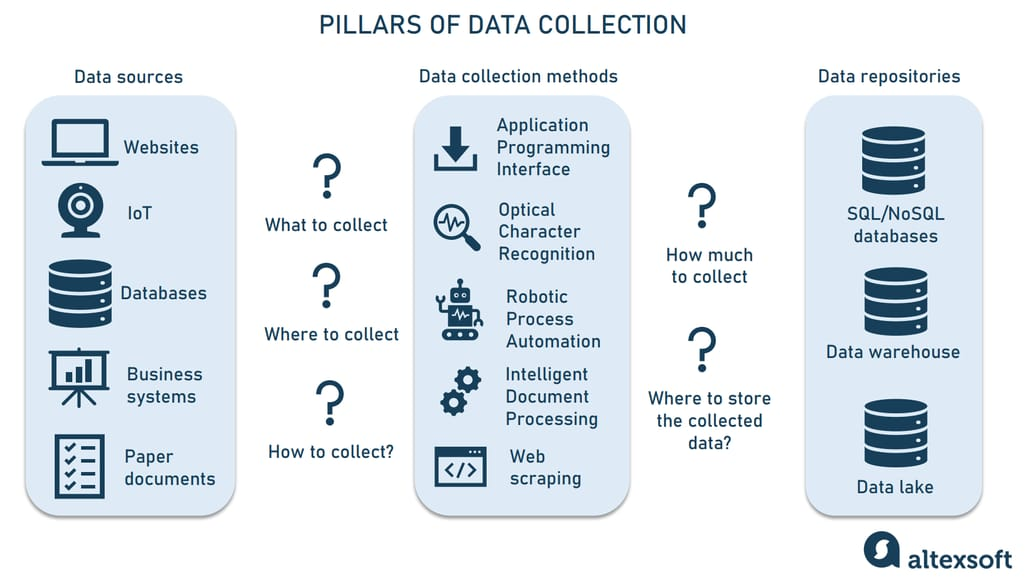 PILLARS OF DATA COLLECTION
Data sources
Websites
IoT
Databases
Business
systems
Paper
documents
What to collect
Where to collect
How to collect?
Data collection methods
Application
Programming
Interface
Optical
Character
Recognition
Robotic
Process
Automation
Intelligent
Document
Processing
Web
scraping
How much
to collect
Where to store
the collected
data?
Data repositories
SQL/NoSQL
databases
Data warehouse
Data lake
altexsoft